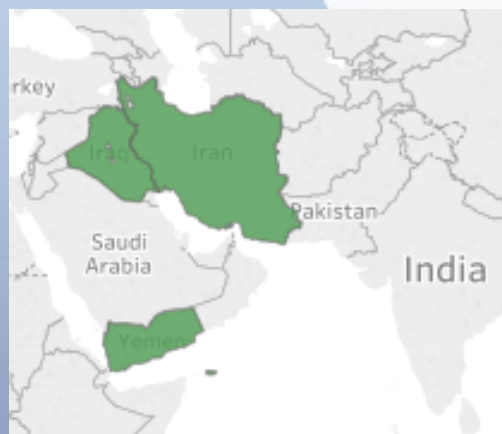 rkey
Iraq
Iran
Pakistan
Saudi
Arabia
India
Yemen